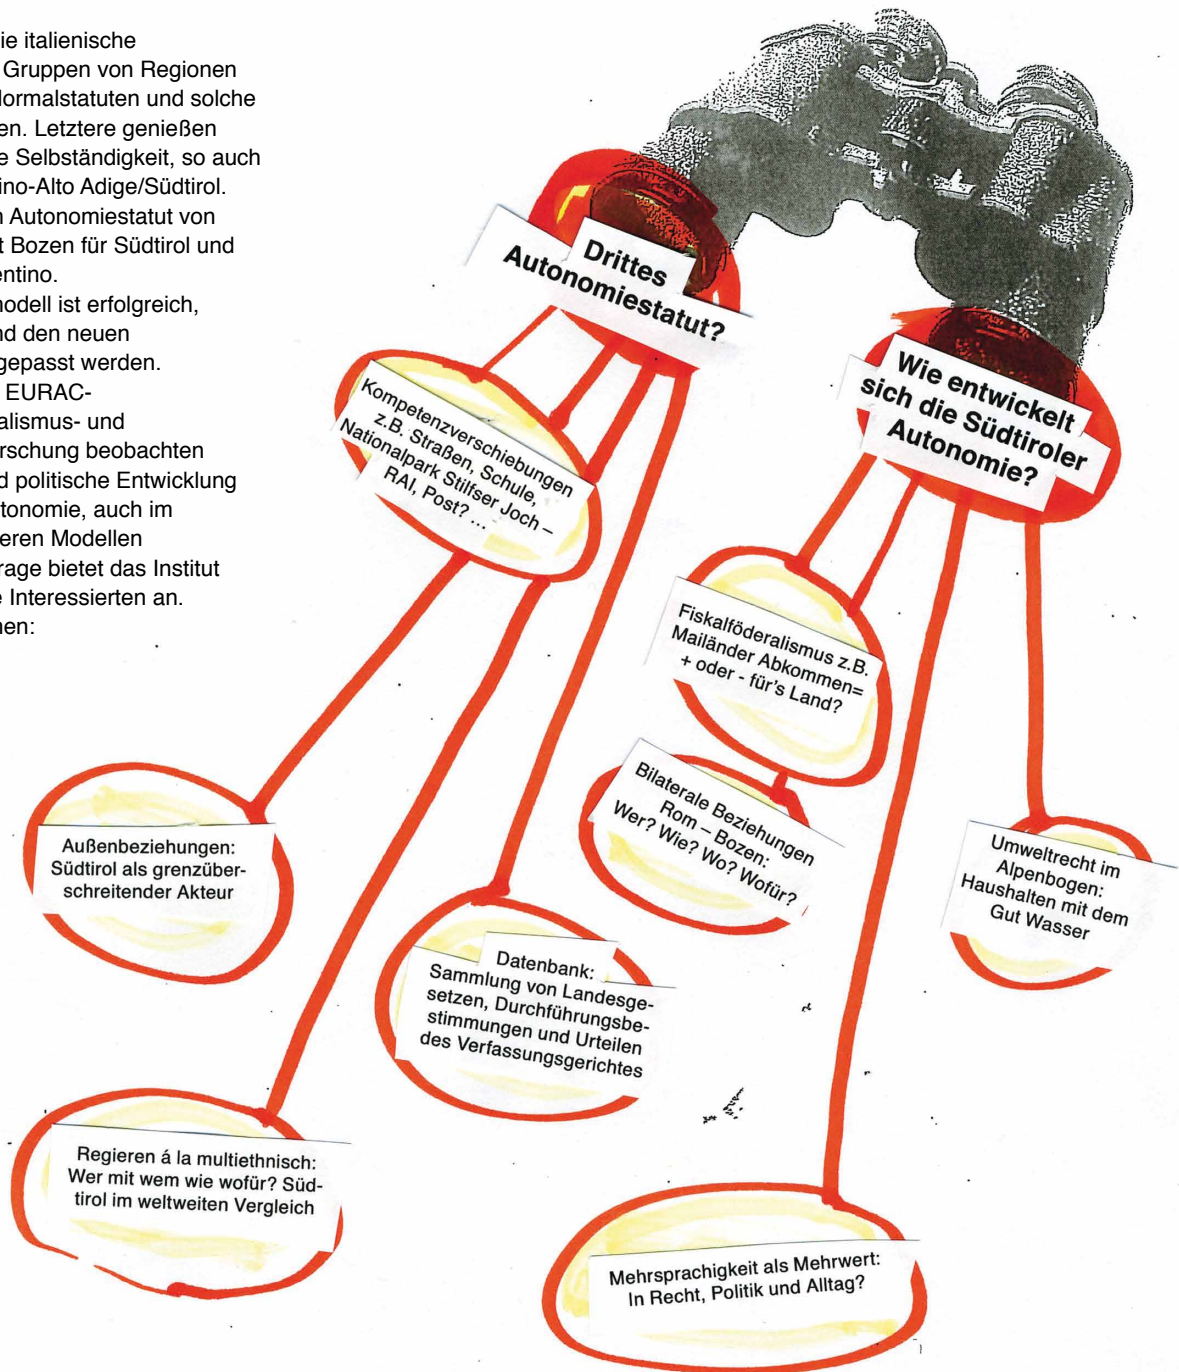 ie italienische
Gruppen von Regionen
Normalstatuten und solche
en. Letztere genießen
e Selbständigkeit, so auch
ino-Alto Adige/Südtirol.
n Autonomiestatut von
t Bozen für Südtirol und
entino.
nodell ist erfolgreich,
nd den neuen
gepasst werden.
EURAC-
alismus- und
rschung beobachten
d politische Entwicklung
tonomie, auch im
eren Modellen
rage bietet das Institut
e Interessierten an.
nen:
Drittes
Autonomiestatut?
Wie entwickelt
sich die Südtiroler
Autonomie?
Kompetenzverschiebungen
z.B. Straßen, Schule,
Nationalpark Stilfser Joch –
RAI, Post? ...
Fiskalföderalismus z.B.
Mailänder Abkommen=
+ oder - für's Land?
Bilaterale Beziehungen
Rom – Bozen:
Wer? Wie? Wo? Wofür?
Außenbeziehungen:
Südtirol als grenzüber-
schreitender Akteur
Umweltrecht im
Alpenbogen:
Haushalten mit dem
Gut Wasser
Datenbank:
Sammlung von Landesge-
setzen, Durchführungsbe-
stimmungen und Urteilen
des Verfassungsgerichtes
Regieren á la multiethnisch:
Wer mit wem wie wofür? Süd-
tirol im weltweiten Vergleich
Mehrsprachigkeit als Mehrwert:
In Recht, Politik und Alltag?